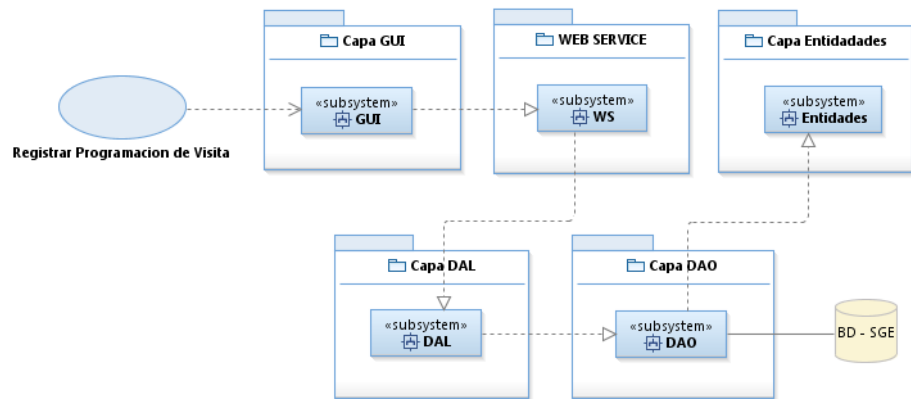 Capa GUI
WEB SERVICE
Capa Entidadades
«subsystem»
GUI
«subsystem»
WS
«subsystem»
Entidades
Registrar Programacion de Visita
Capa DAL
Capa DAO
«subsystem»
DAL
«subsystem»
DAO
BD - SGE